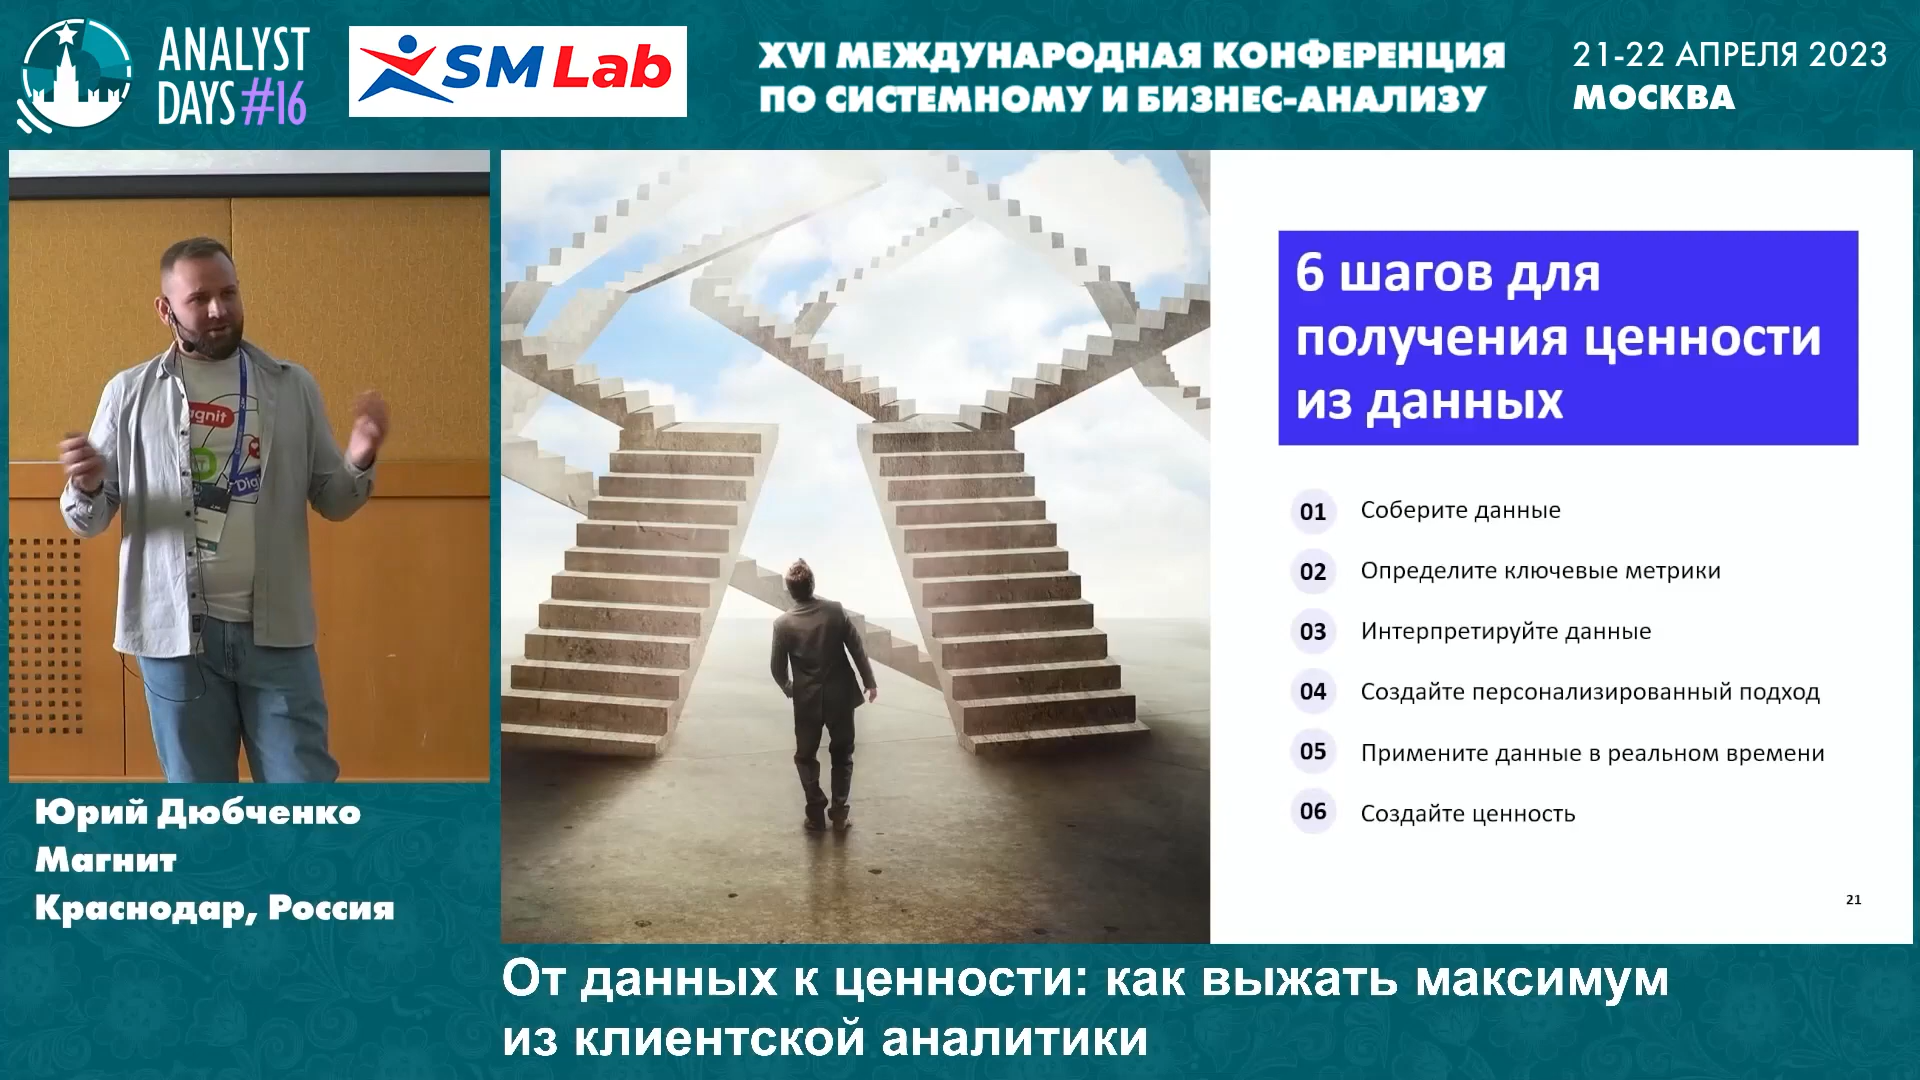 ANALYST
DAYS #16
SM Lab
XVI МЕЖДУНАРОДНАЯ КОНФЕРЕНЦИЯ
ПО СИСТЕМНОМУ И БИЗНЕС-АНАЛИЗУ
21-22 АПРЕЛЯ 2023
МОСКВА
agnit
Dig
6 шагов для
получения ценности
из данных
01 Соберите данные
02 Определите ключевые метрики
03 Интерпретируйте данные
04 Создайте персонализированный подход
05 Примените данные в реальном времени
06 Создайте ценность
21
Юрий Дюбченко
Магнит
Краснодар, Россия
От данных к ценности: как выжать максимум
из клиентской аналитики